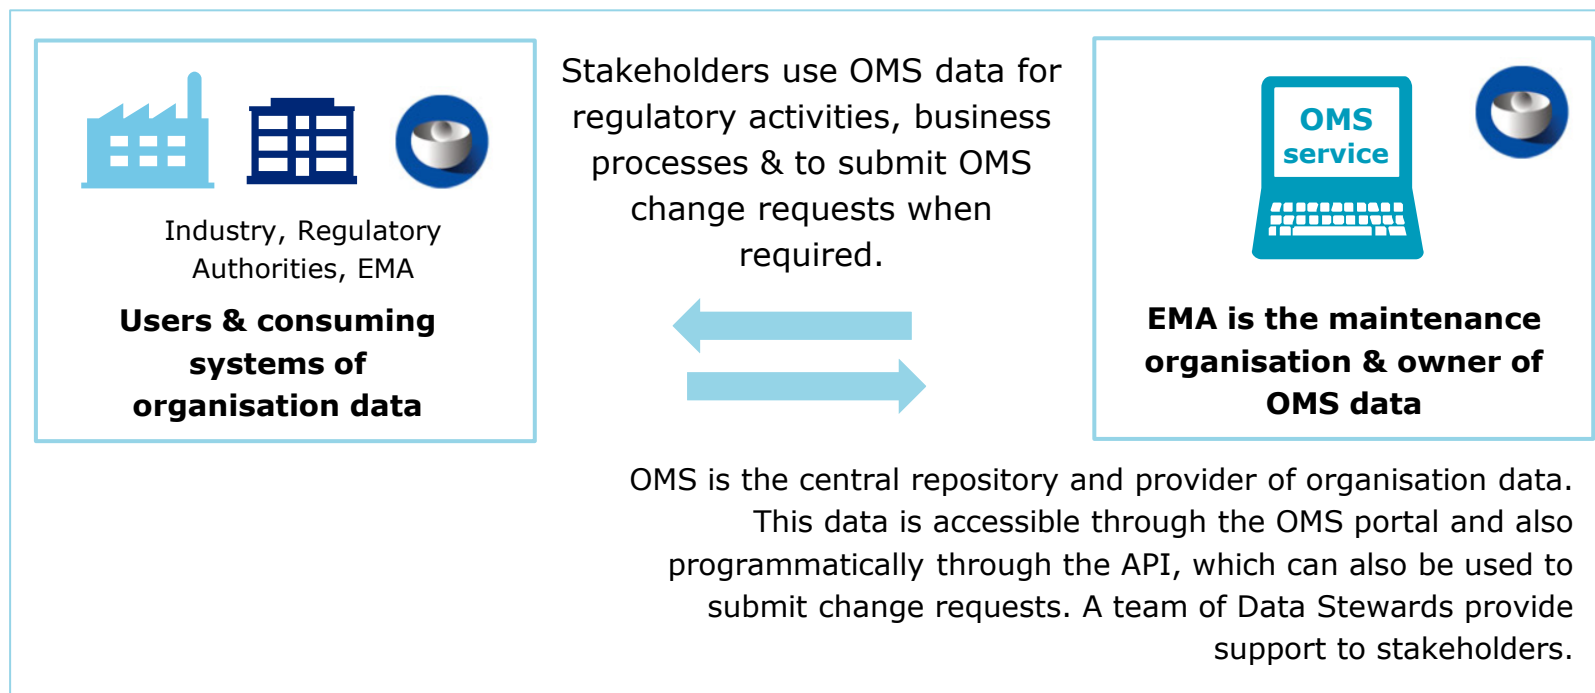 Industry, Regulatory
Authorities, EMA
Users & consuming
systems of
organisation data
Stakeholders use OMS data for
regulatory activities, business
processes & to submit OMS
change requests when
required.
OMS
service
EMA is the maintenance
organisation & owner of
OMS data
OMS is the central repository and provider of organisation data.
This data is accessible through the OMS portal and also
programmatically through the API, which can also be used to
submit change requests. A team of Data Stewards provide
support to stakeholders.